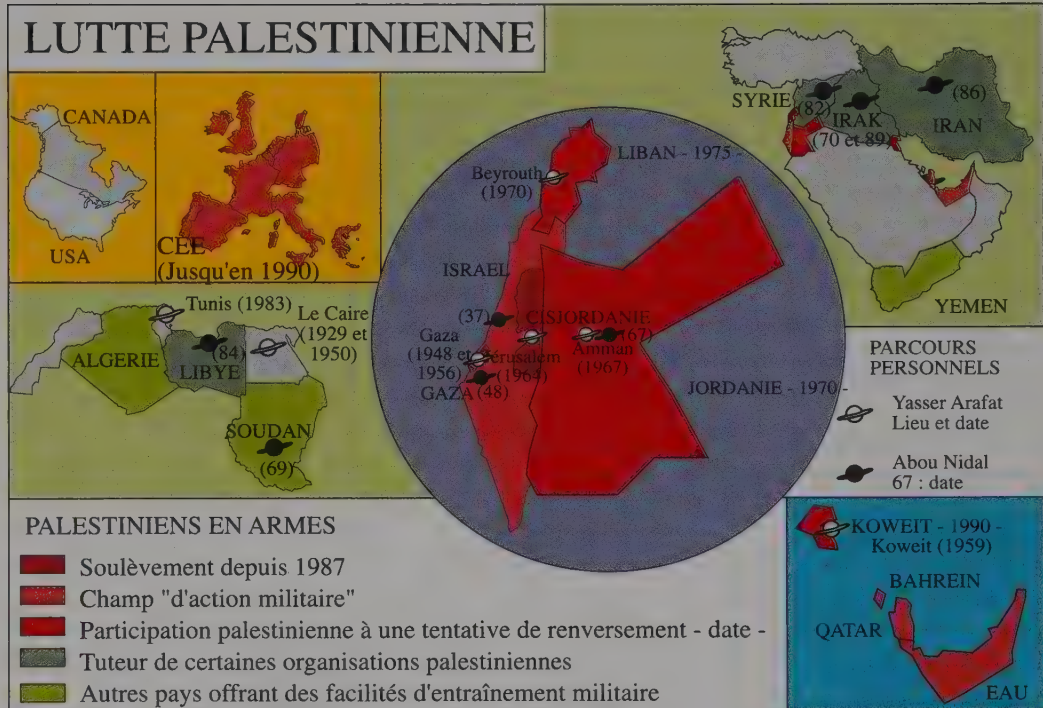 LUTTE PALESTINIENNE
CANADA
USA
CEE
(Jusqu'en 1990)
SYRIE
(82)
IRAK
(70 et 89)
(86)
IRAN
YEMEN
LIBAN - 1975 -
Beyrouth
(1970)
ISRAEL
(37)
CISJORDANIE
Gaza
(1948 et
1956)
Jérusalem
(1964)
(67)
Amman
(1967)
GAZA
(48)
JORDANIE - 1970 -
Tunis (1983)
Le Caire
(1929 et
1950)
ALGERIE
(84)
LIBYE
SOUDAN
(69)
PARCOURS
PERSONNELS
Yasser Arafat
Lieu et date
Abou Nidal
67 : date
PALESTINIENS EN ARMES
Soulèvement depuis 1987
Champ "d'action militaire"
Participation palestinienne à une tentative de renversement - date -
Tuteur de certaines organisations palestiniennes
Autres pays offrant des facilités d'entraînement militaire
KOWEIT - 1990 -
Koweit (1959)
BAHREIN
QATAR
EAU